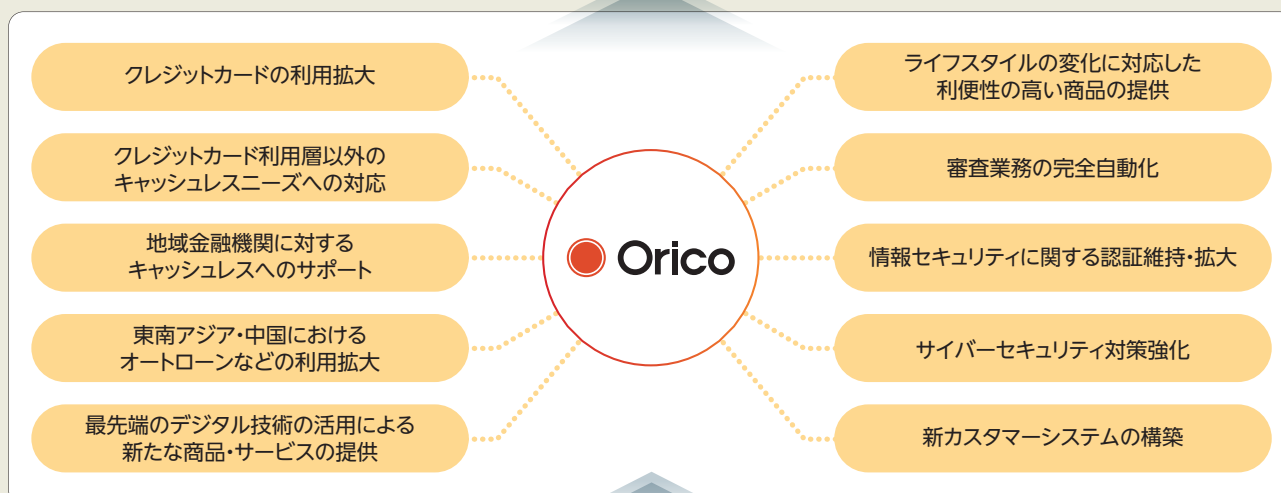 クレジットカードの利用拡大
クレジットカード利用層以外の
キャッシュレスニーズへの対応
地域金融機関に対する
キャッシュレスへのサポート
東南アジア・中国における
オートローンなどの利用拡大
最先端のデジタル技術の活用による
新たな商品・サービスの提供
Orico
ライフスタイルの変化に対応した
利便性の高い商品の提供
審査業務の完全自動化
情報セキュリティに関する認証維持・拡大
サイバーセキュリティ対策強化
新カスタマーシステムの構築